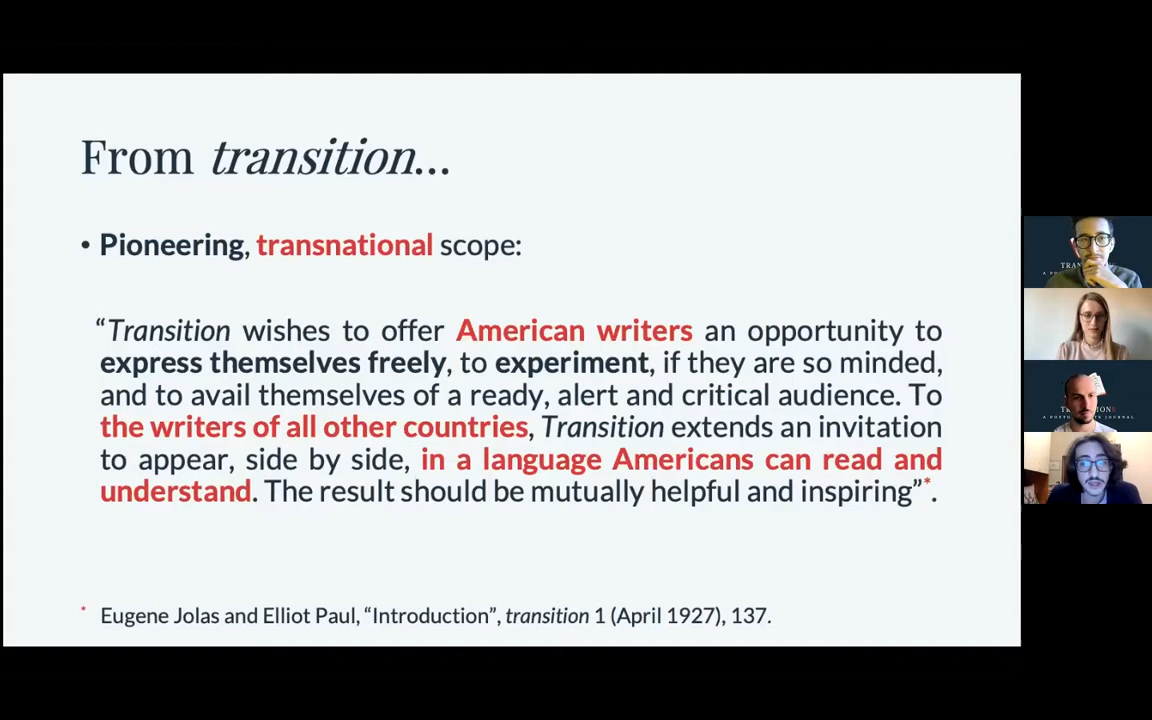 From transition...
• Pioneering, transnational scope:
“Transition wishes to offer American writers an opportunity to
express themselves freely, to experiment, if they are so minded,
and to avail themselves of a ready, alert and critical audience. To
the writers of all other countries, Transition extends an invitation
to appear, side by side, in a language Americans can read and
understand. The result should be mutually helpful and inspiring”*.
* Eugene Jolas and Elliot Paul, “Introduction”, transition 1 (April 1927), 137.